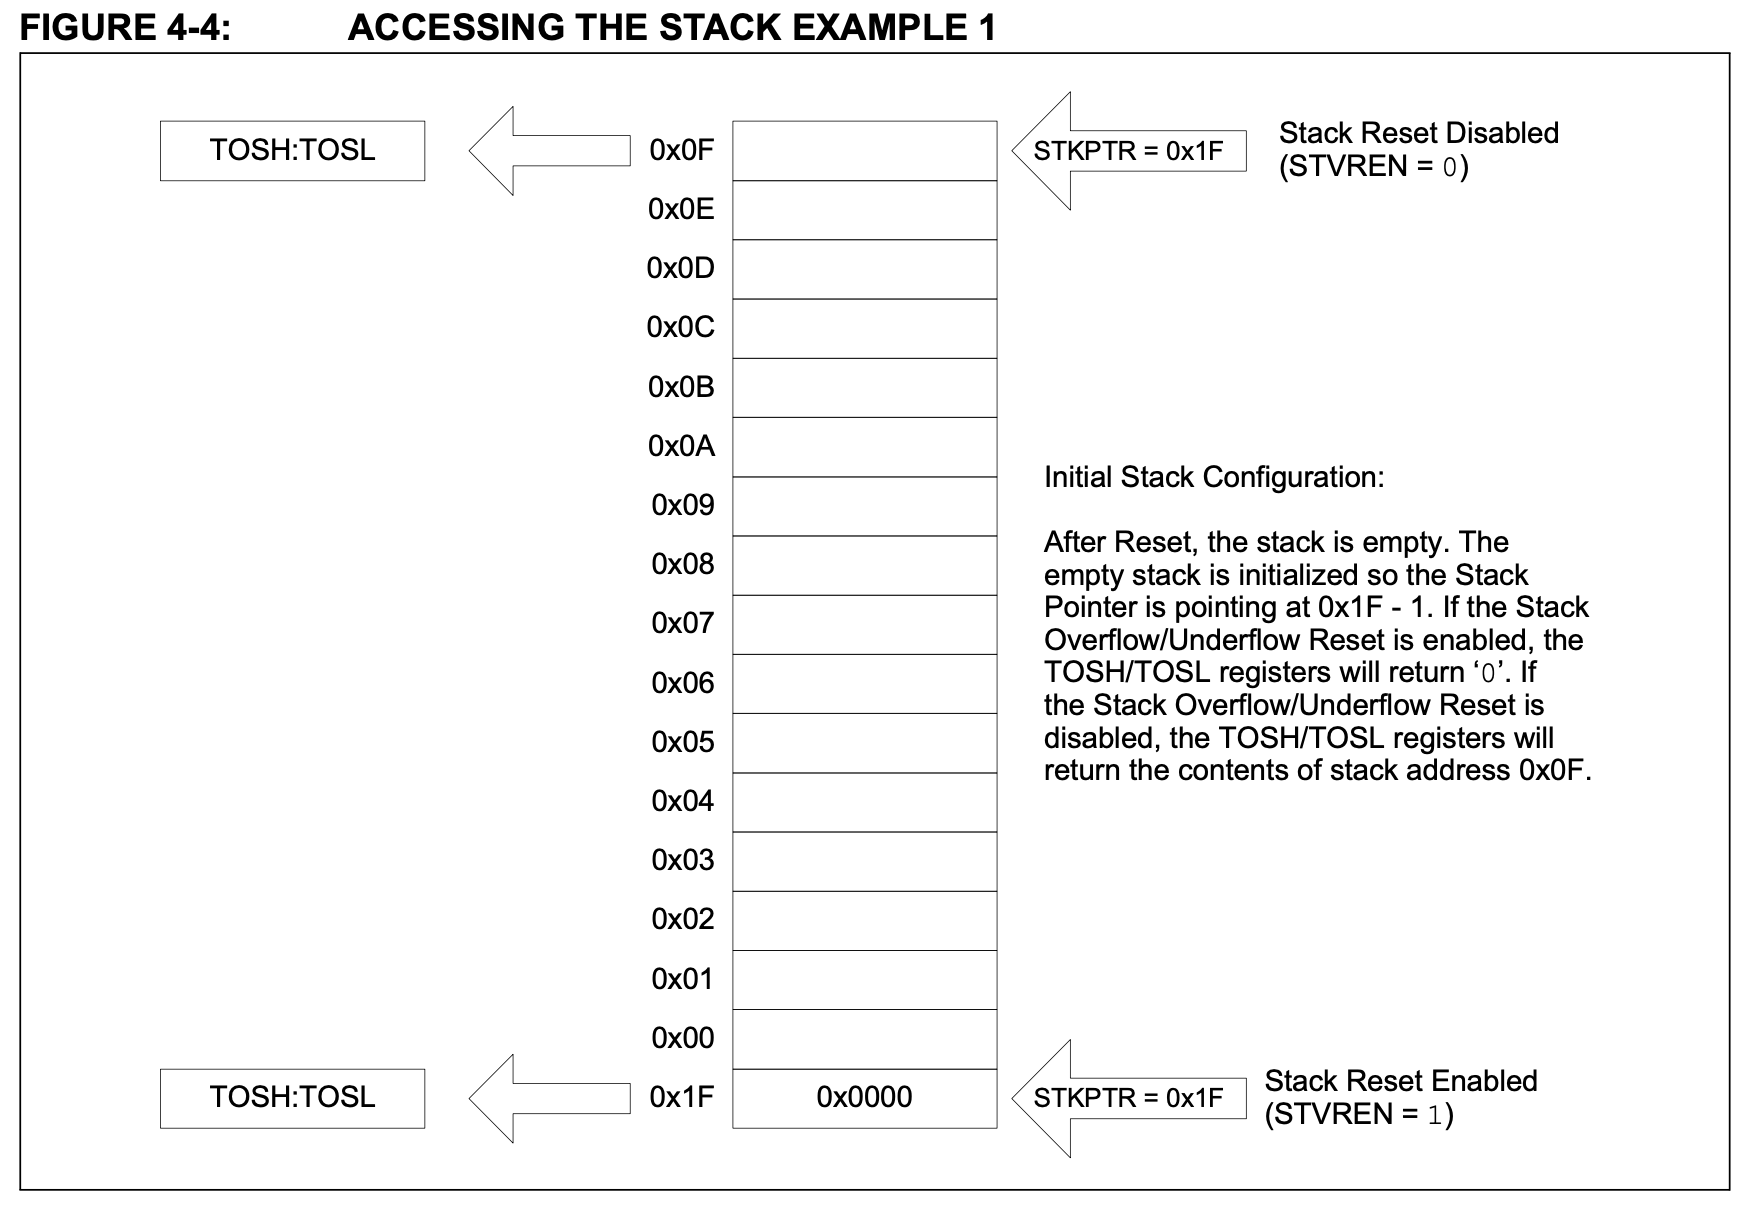 FIGURE 4-4: ACCESSING THE STACK EXAMPLE 1
TOSH:TOSL
0x0F
STKPTR = 0x1F
Stack Reset Disabled
(STVREN = 0)
0x0E
0x0D
0x0C
0x0B
0x0A
0x09
0x08
0x07
0x06
0x05
0x04
0x03
0x02
0x01
0x00
Initial Stack Configuration:
After Reset, the stack is empty. The
empty stack is initialized so the Stack
Pointer is pointing at 0x1F - 1. If the Stack
Overflow/Underflow Reset is enabled, the
TOSH/TOSL registers will return ‘0’. If
the Stack Overflow/Underflow Reset is
disabled, the TOSH/TOSL registers will
return the contents of stack address 0x0F.
TOSH:TOSL
0x1F
0x0000
STKPTR = 0x1F
Stack Reset Enabled
(STVREN = 1)